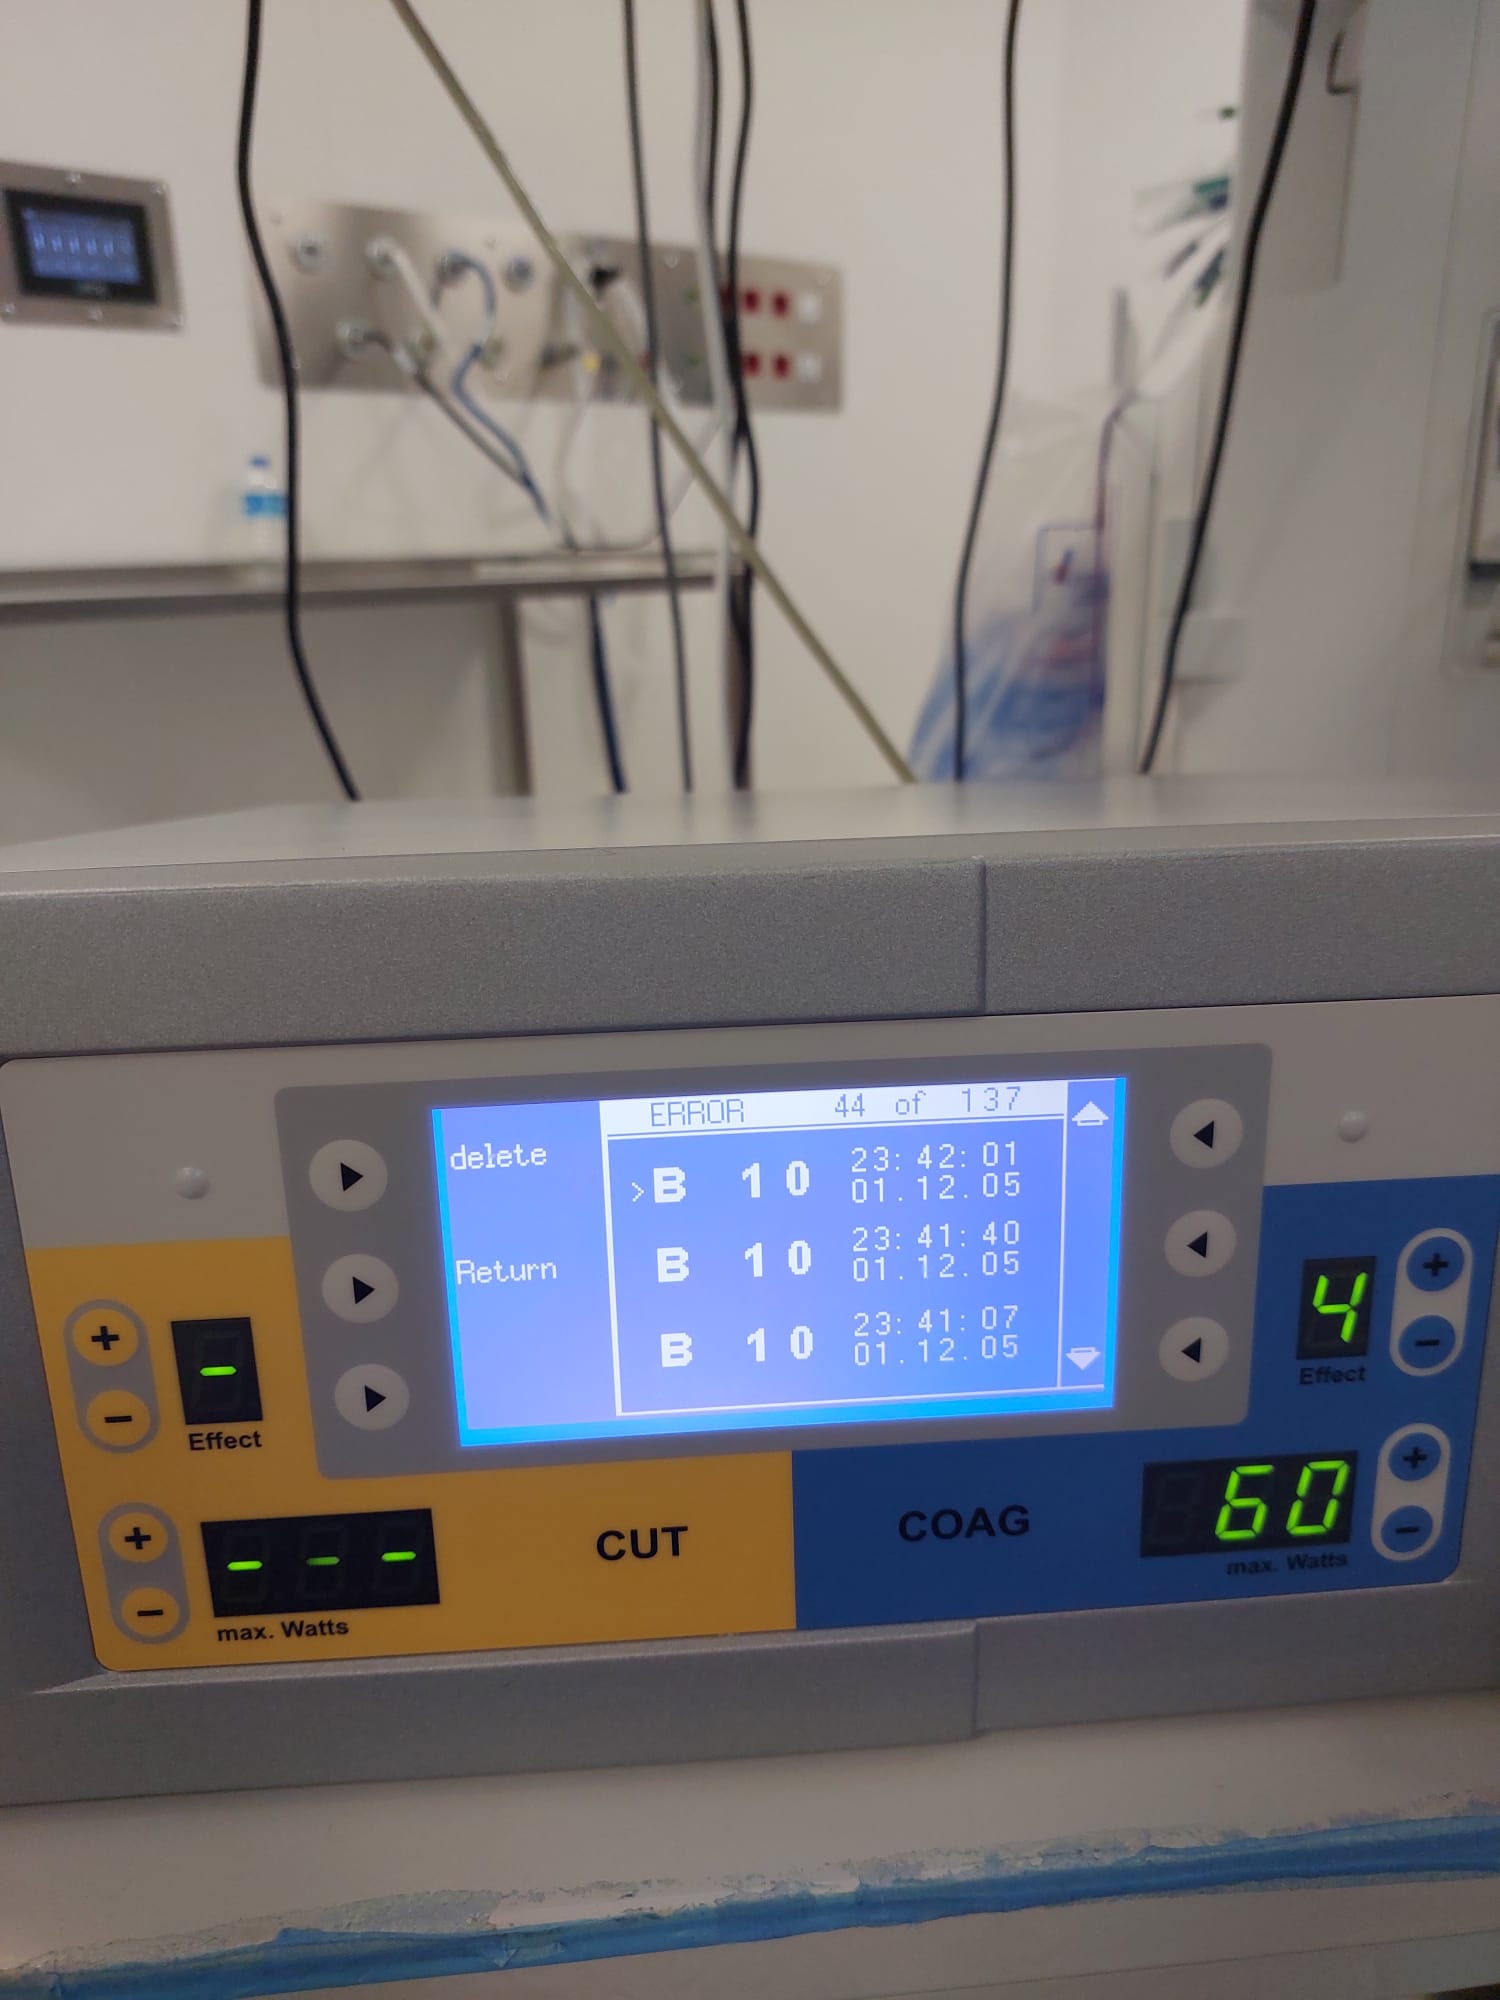 ERROR 44 of 137
delete
>B 10 23:42:01
01.12.05
B 10 23:41:40
01.12.05
Return
B 10 23:41:07
01.12.05
+
-
-
Effect
+
-
---
max. Watts
CUT
COAG
4
Effect
+
-
60
max. Watts
+
-